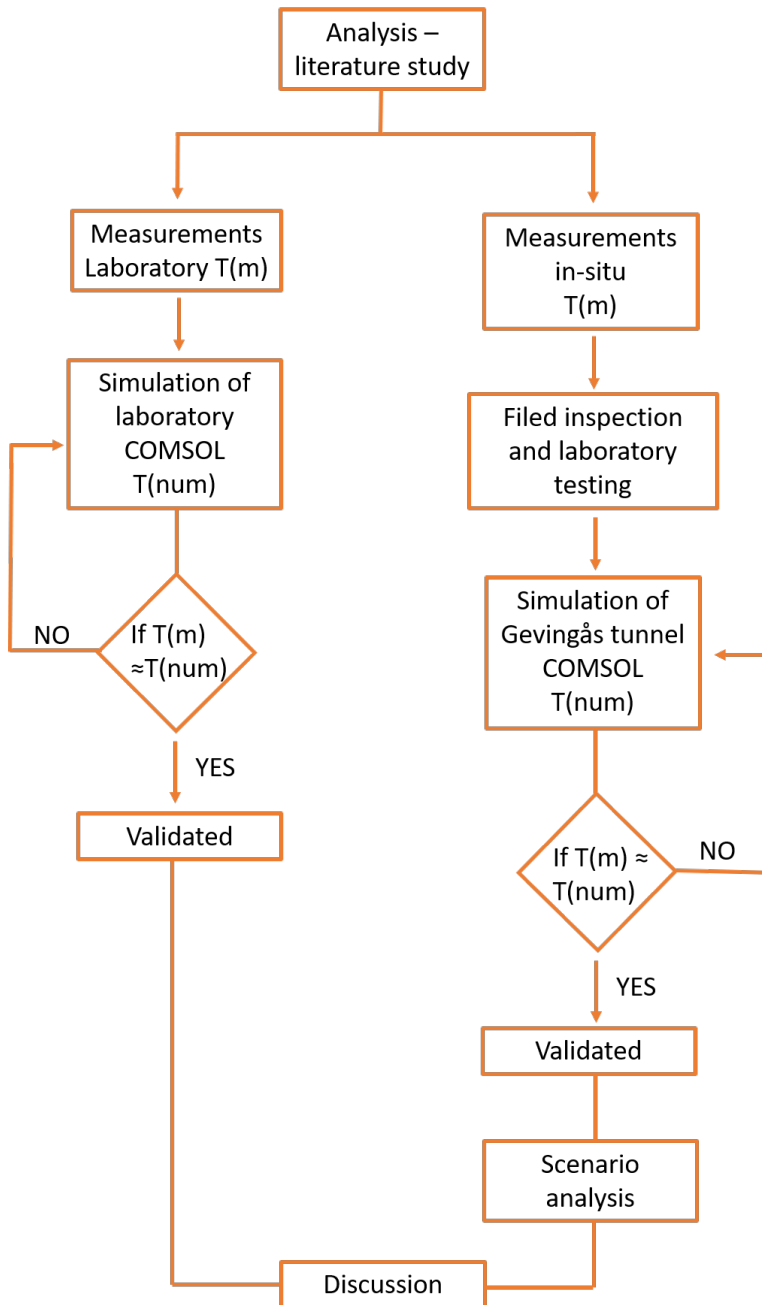 Analysis –
literature study
Measurements
Laboratory T(m)
Simulation of
laboratory
COMSOL
T(num)
NO
If T(m)
≈T(num)
YES
Validated
Measurements
in-situ
T(m)
Filed inspection
and laboratory
testing
Simulation of
Gevingås tunnel
COMSOL
T(num)
If T(m) ≈
T(num)
NO
YES
Validated
Scenario
analysis
Discussion